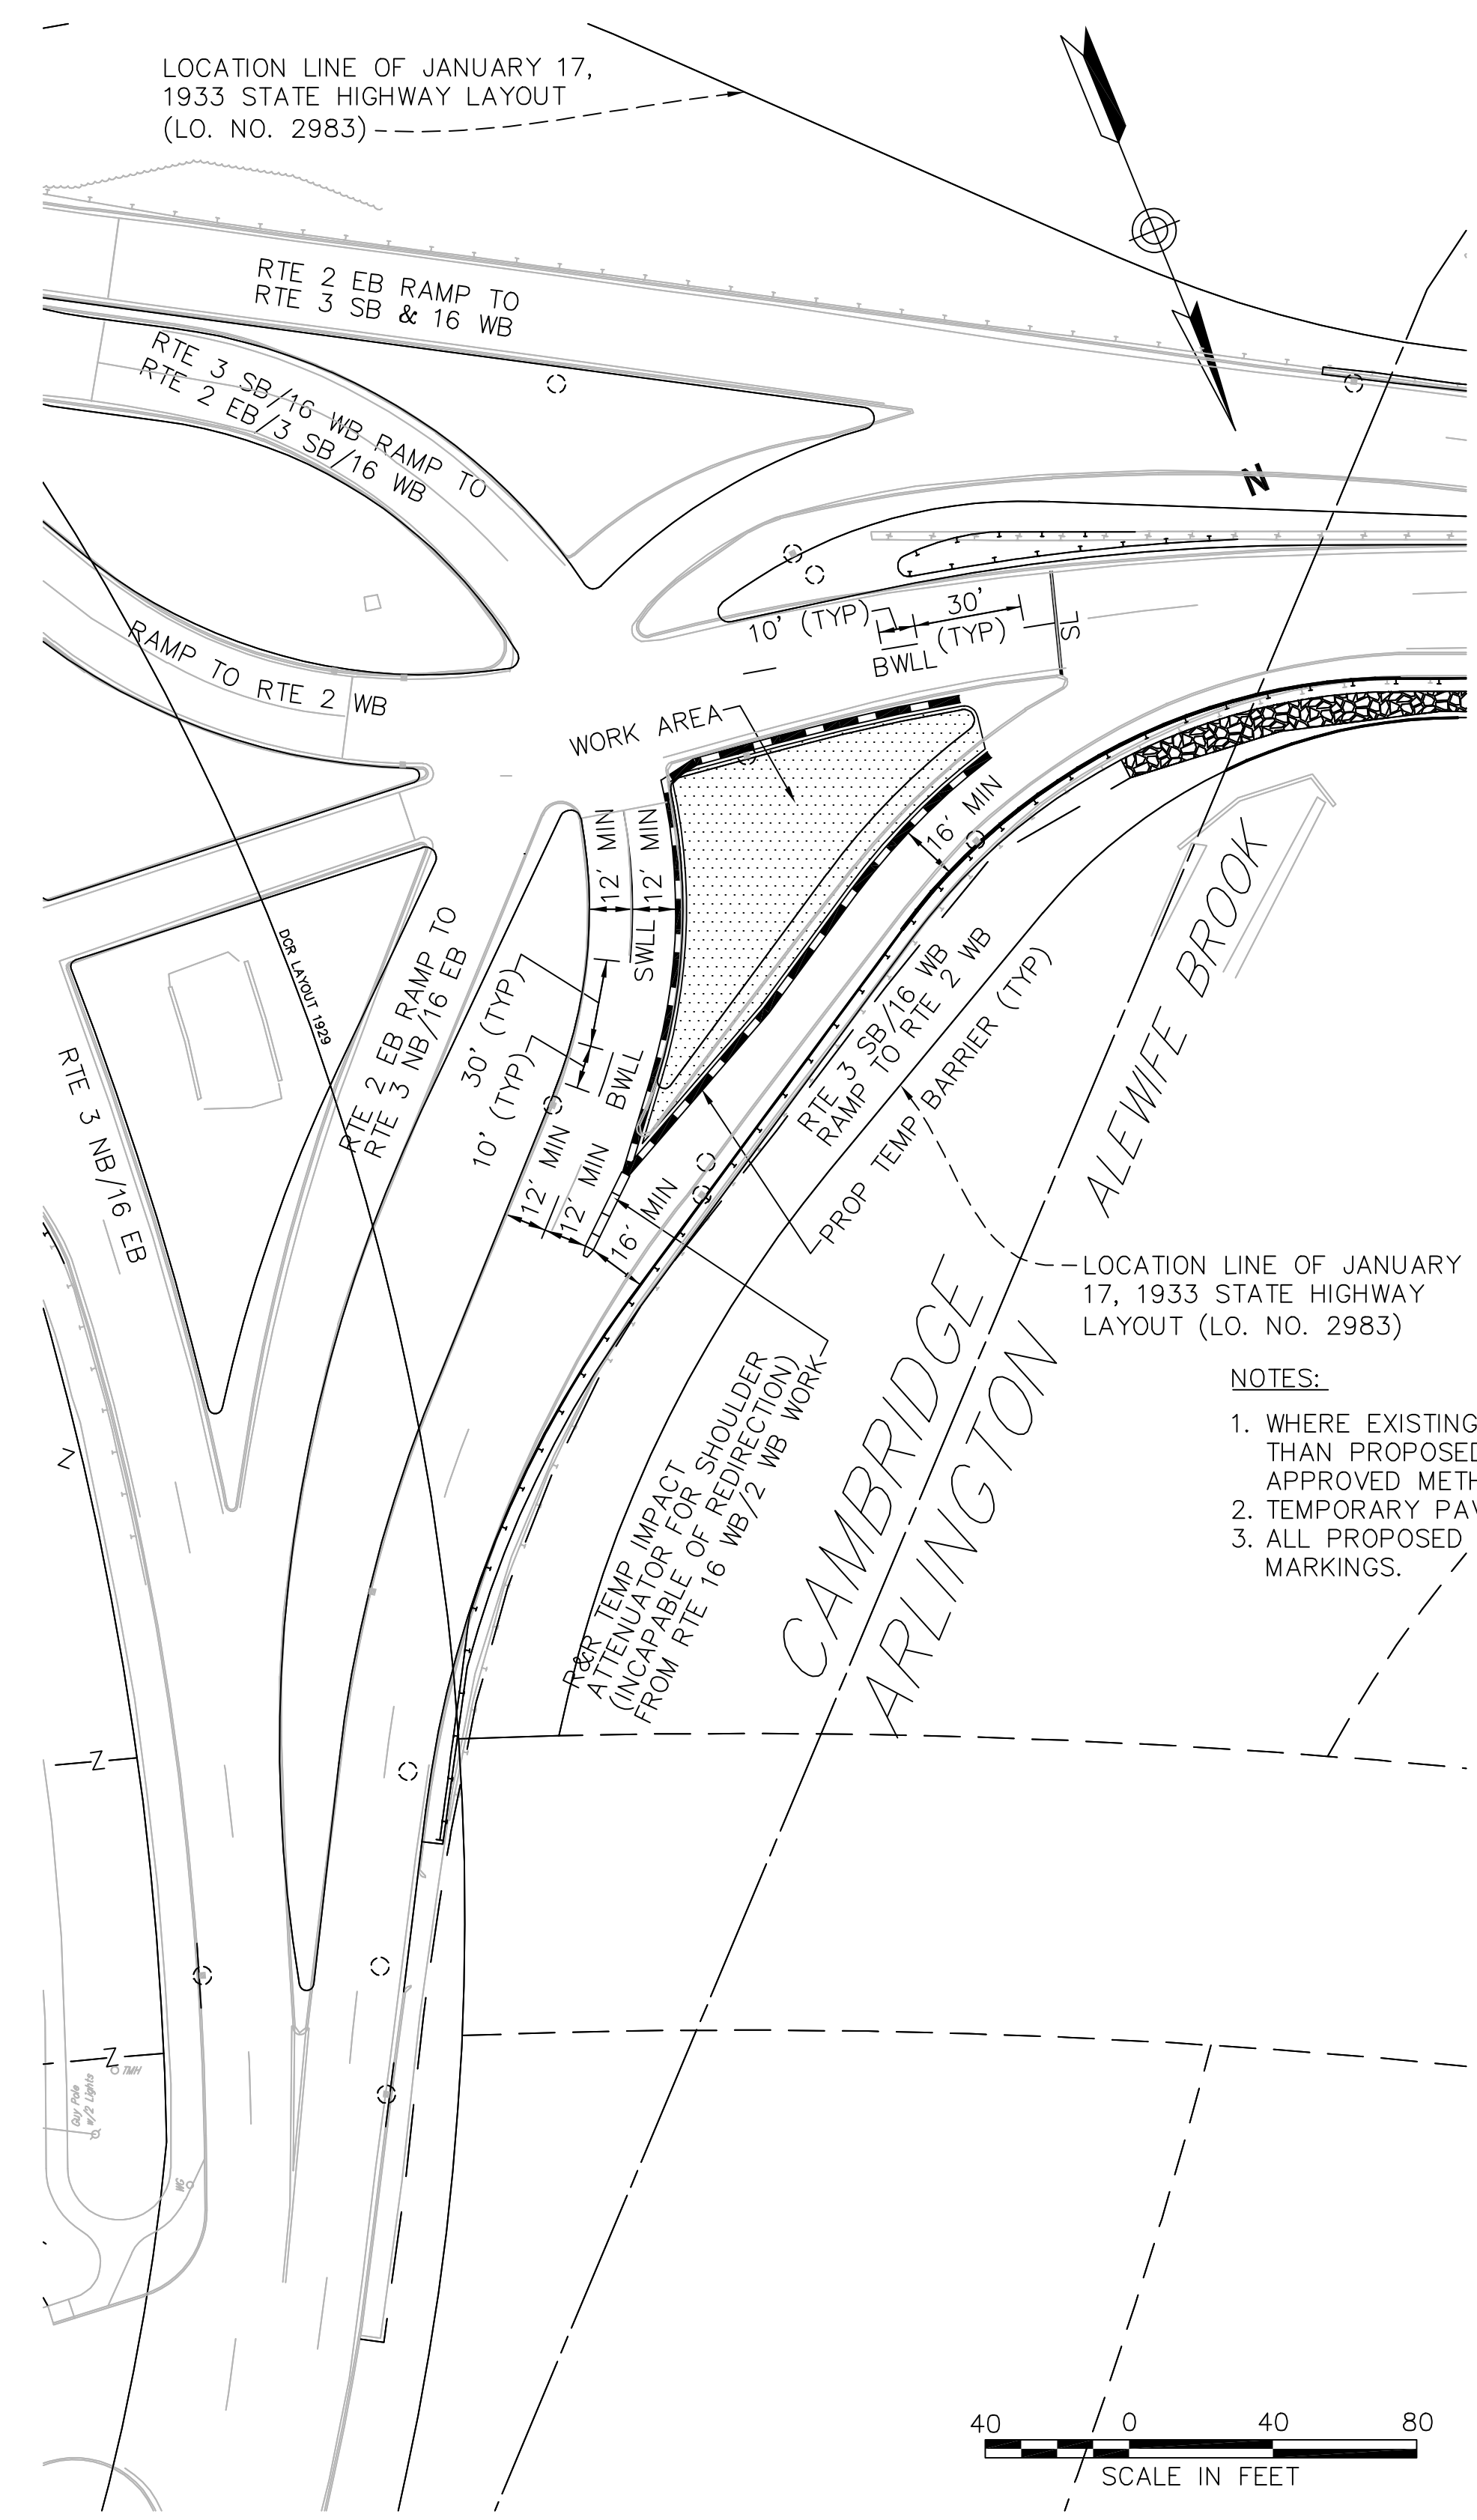 LOCATION LINE OF JANUARY 17,
1933 STATE HIGHWAY LAYOUT
(LO. NO. 2983)
RTE 2 EB RAMP TO
RTE 3 SB & 16 WB
RTE 3 SB/16 WB RAMP TO
RTE 2 EB/3 SB/16 WB
N
10' (TYP)
30'
(TYP)
BWLL
SL
RAMP TO RTE 2 WB
WORK AREA
16' MIN
12' MIN
12' MIN
SWLL
ALEWIFE BROOK
DCR LAYOUT 1929
RTE 2 EB RAMP TO
RTE 3 NB/16 EB
30' (TYP)
10' (TYP)
BWLL
RTE 3 SB/16 WB
RAMP TO RTE 2 WB
PROP TEMP BARRIER (TYP)
RTE 3 NB/16 EB
12' MIN
12' MIN
16' MIN
LOCATION LINE OF JANUARY
17, 1933 STATE HIGHWAY
LAYOUT (LO. NO. 2983)
R&R TEMP IMPACT
ATTENUATOR FOR SHOULDER
(INCAPABLE OF REDIRECTION)
FROM RTE 16 WB/2 WB WORK
CAMBRIDGE
ARLINGTON
NOTES:
1. WHERE EXISTING
THAN PROPOSED
APPROVED METH
2. TEMPORARY PAV
3. ALL PROPOSED
MARKINGS.
Z
Z
Z
TMH
Guy Pole
w/2 Lights
WG
40 0 40 80
SCALE IN FEET